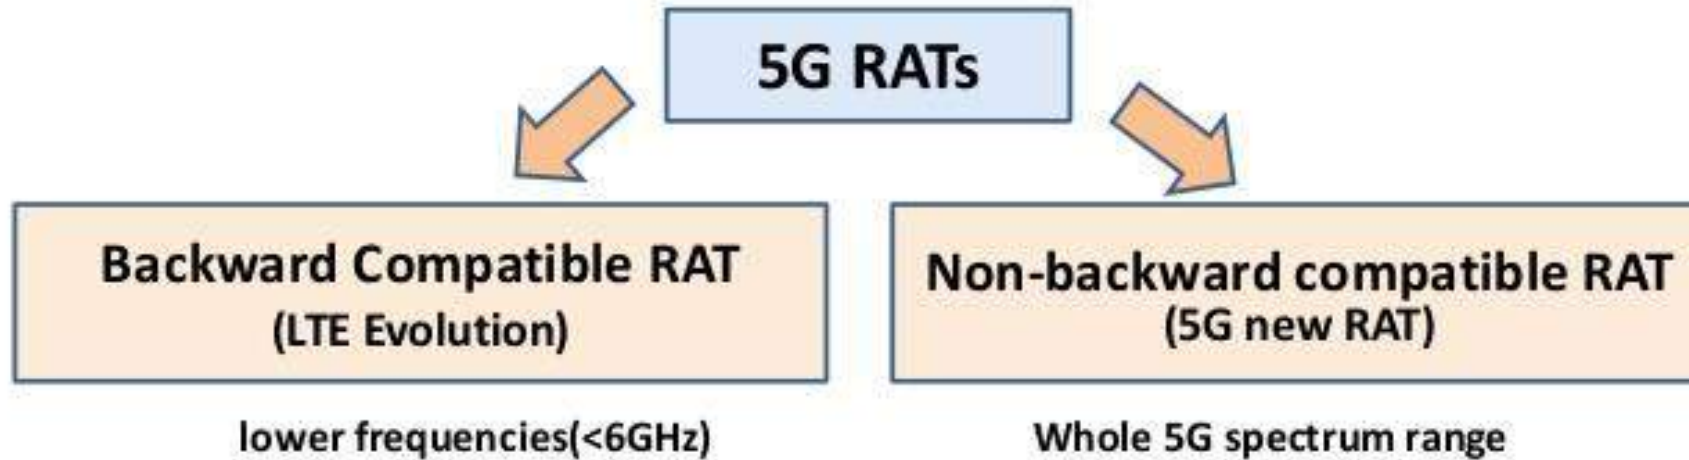 5G RATs
Backward Compatible RAT
(LTE Evolution)
Non-backward compatible RAT
(5G new RAT)
lower frequencies(<6GHz)
Whole 5G spectrum range